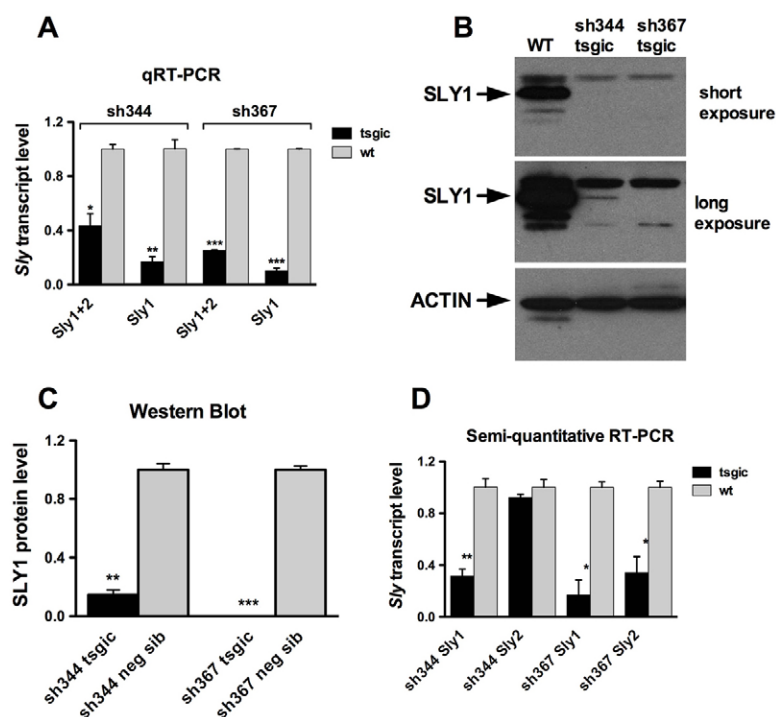 A
qRT-PCR
sh344 sh367
Sly transcript level
1.2
0.8
0.4
0.0
* ** *** ***
Sly1+2 Sly1 Sly1+2 Sly1
tsgic
wt
B
WT sh344 tsgic sh367 tsgic
SLY1
short exposure
SLY1
long exposure
ACTIN
C
Western Blot
SLY1 protein level
1.2
0.8
0.4
0.0
** ***
sh344 tsgic sh344 neg sib sh367 tsgic sh367 neg sib
D
Semi-quantitative RT-PCR
Sly transcript level
1.2
0.8
0.4
0.0
** * *
sh344 Sly1 sh344 Sly2 sh367 Sly1 sh367 Sly2
tsgic
wt